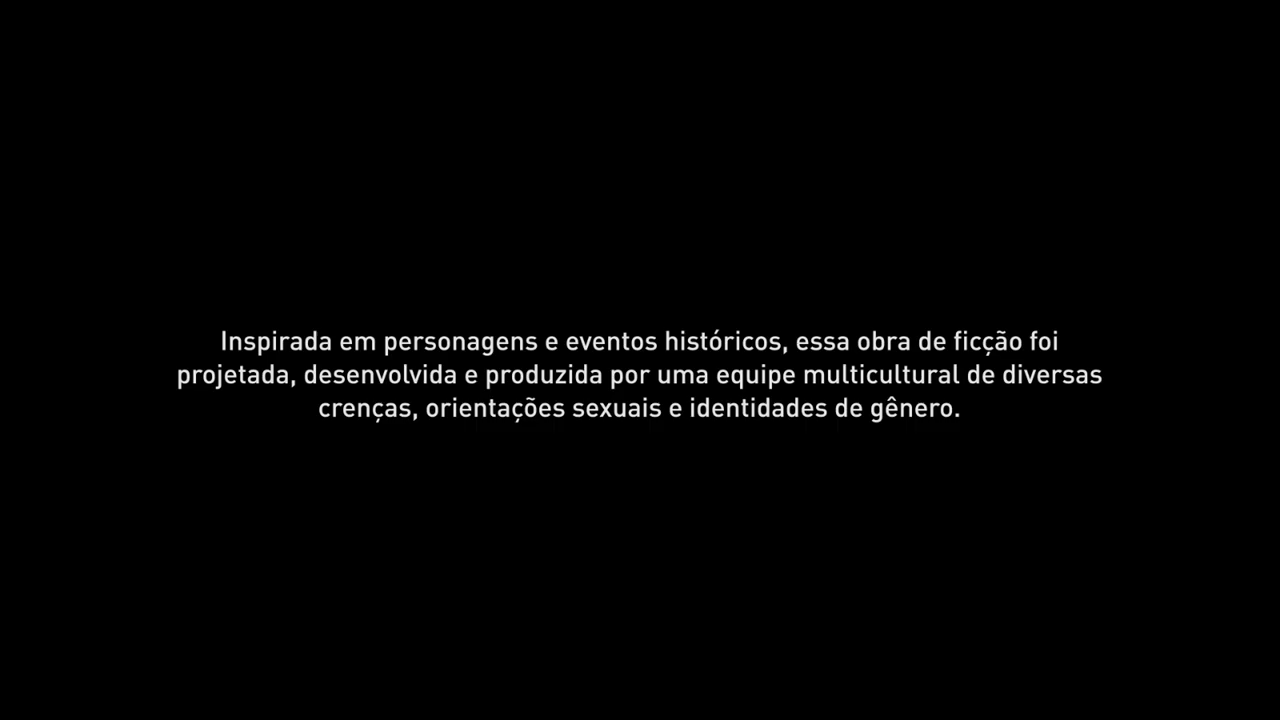 Inspirada em personagens e eventos históricos, essa obra de ficção foi
projetada, desenvolvida e produzida por uma equipe multicultural de diversas
crenças, orientações sexuais e identidades de gênero.